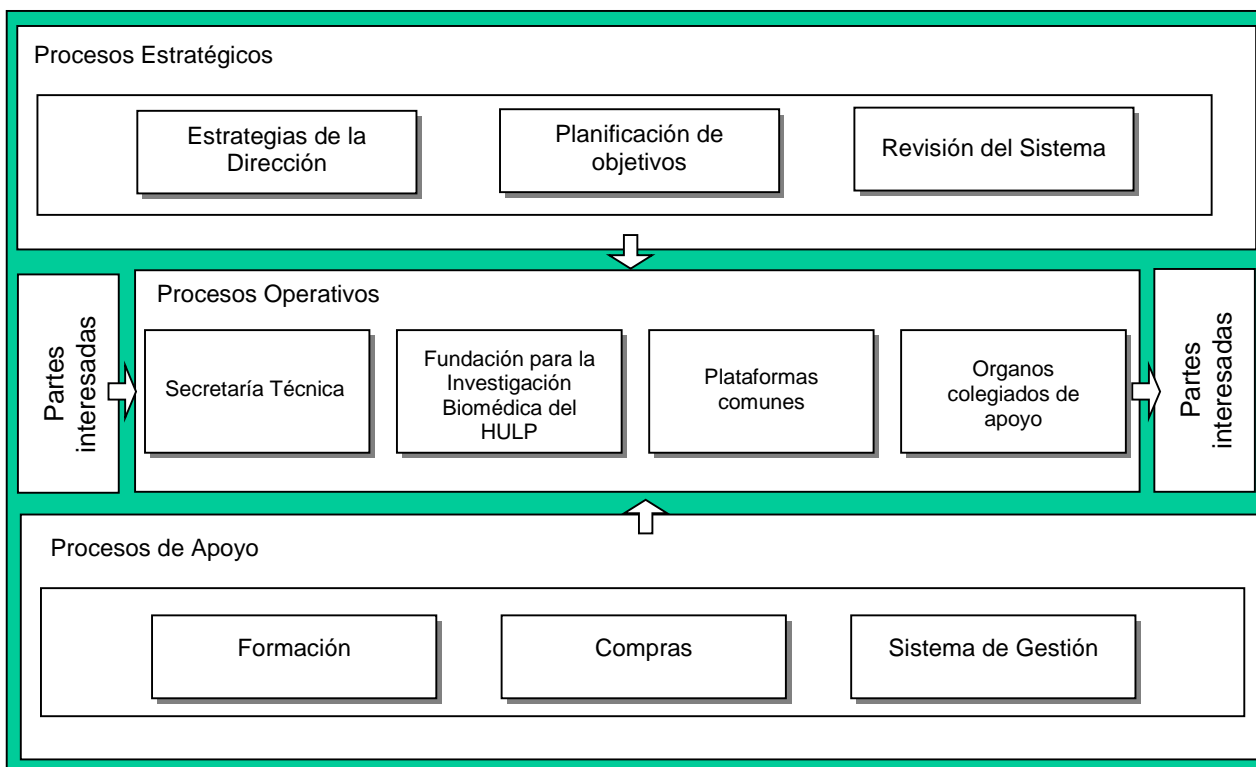 Procesos Estratégicos
Estrategias de la
Dirección
Planificación de
objetivos
Revisión del Sistema
Partes
interesadas
Procesos Operativos
Secretaría Técnica
Fundación para la
Investigación
Biomédica del
HULP
Plataformas
comunes
Organos
colegiados de
apoyo
Partes
interesadas
Procesos de Apoyo
Formación
Compras
Sistema de Gestión